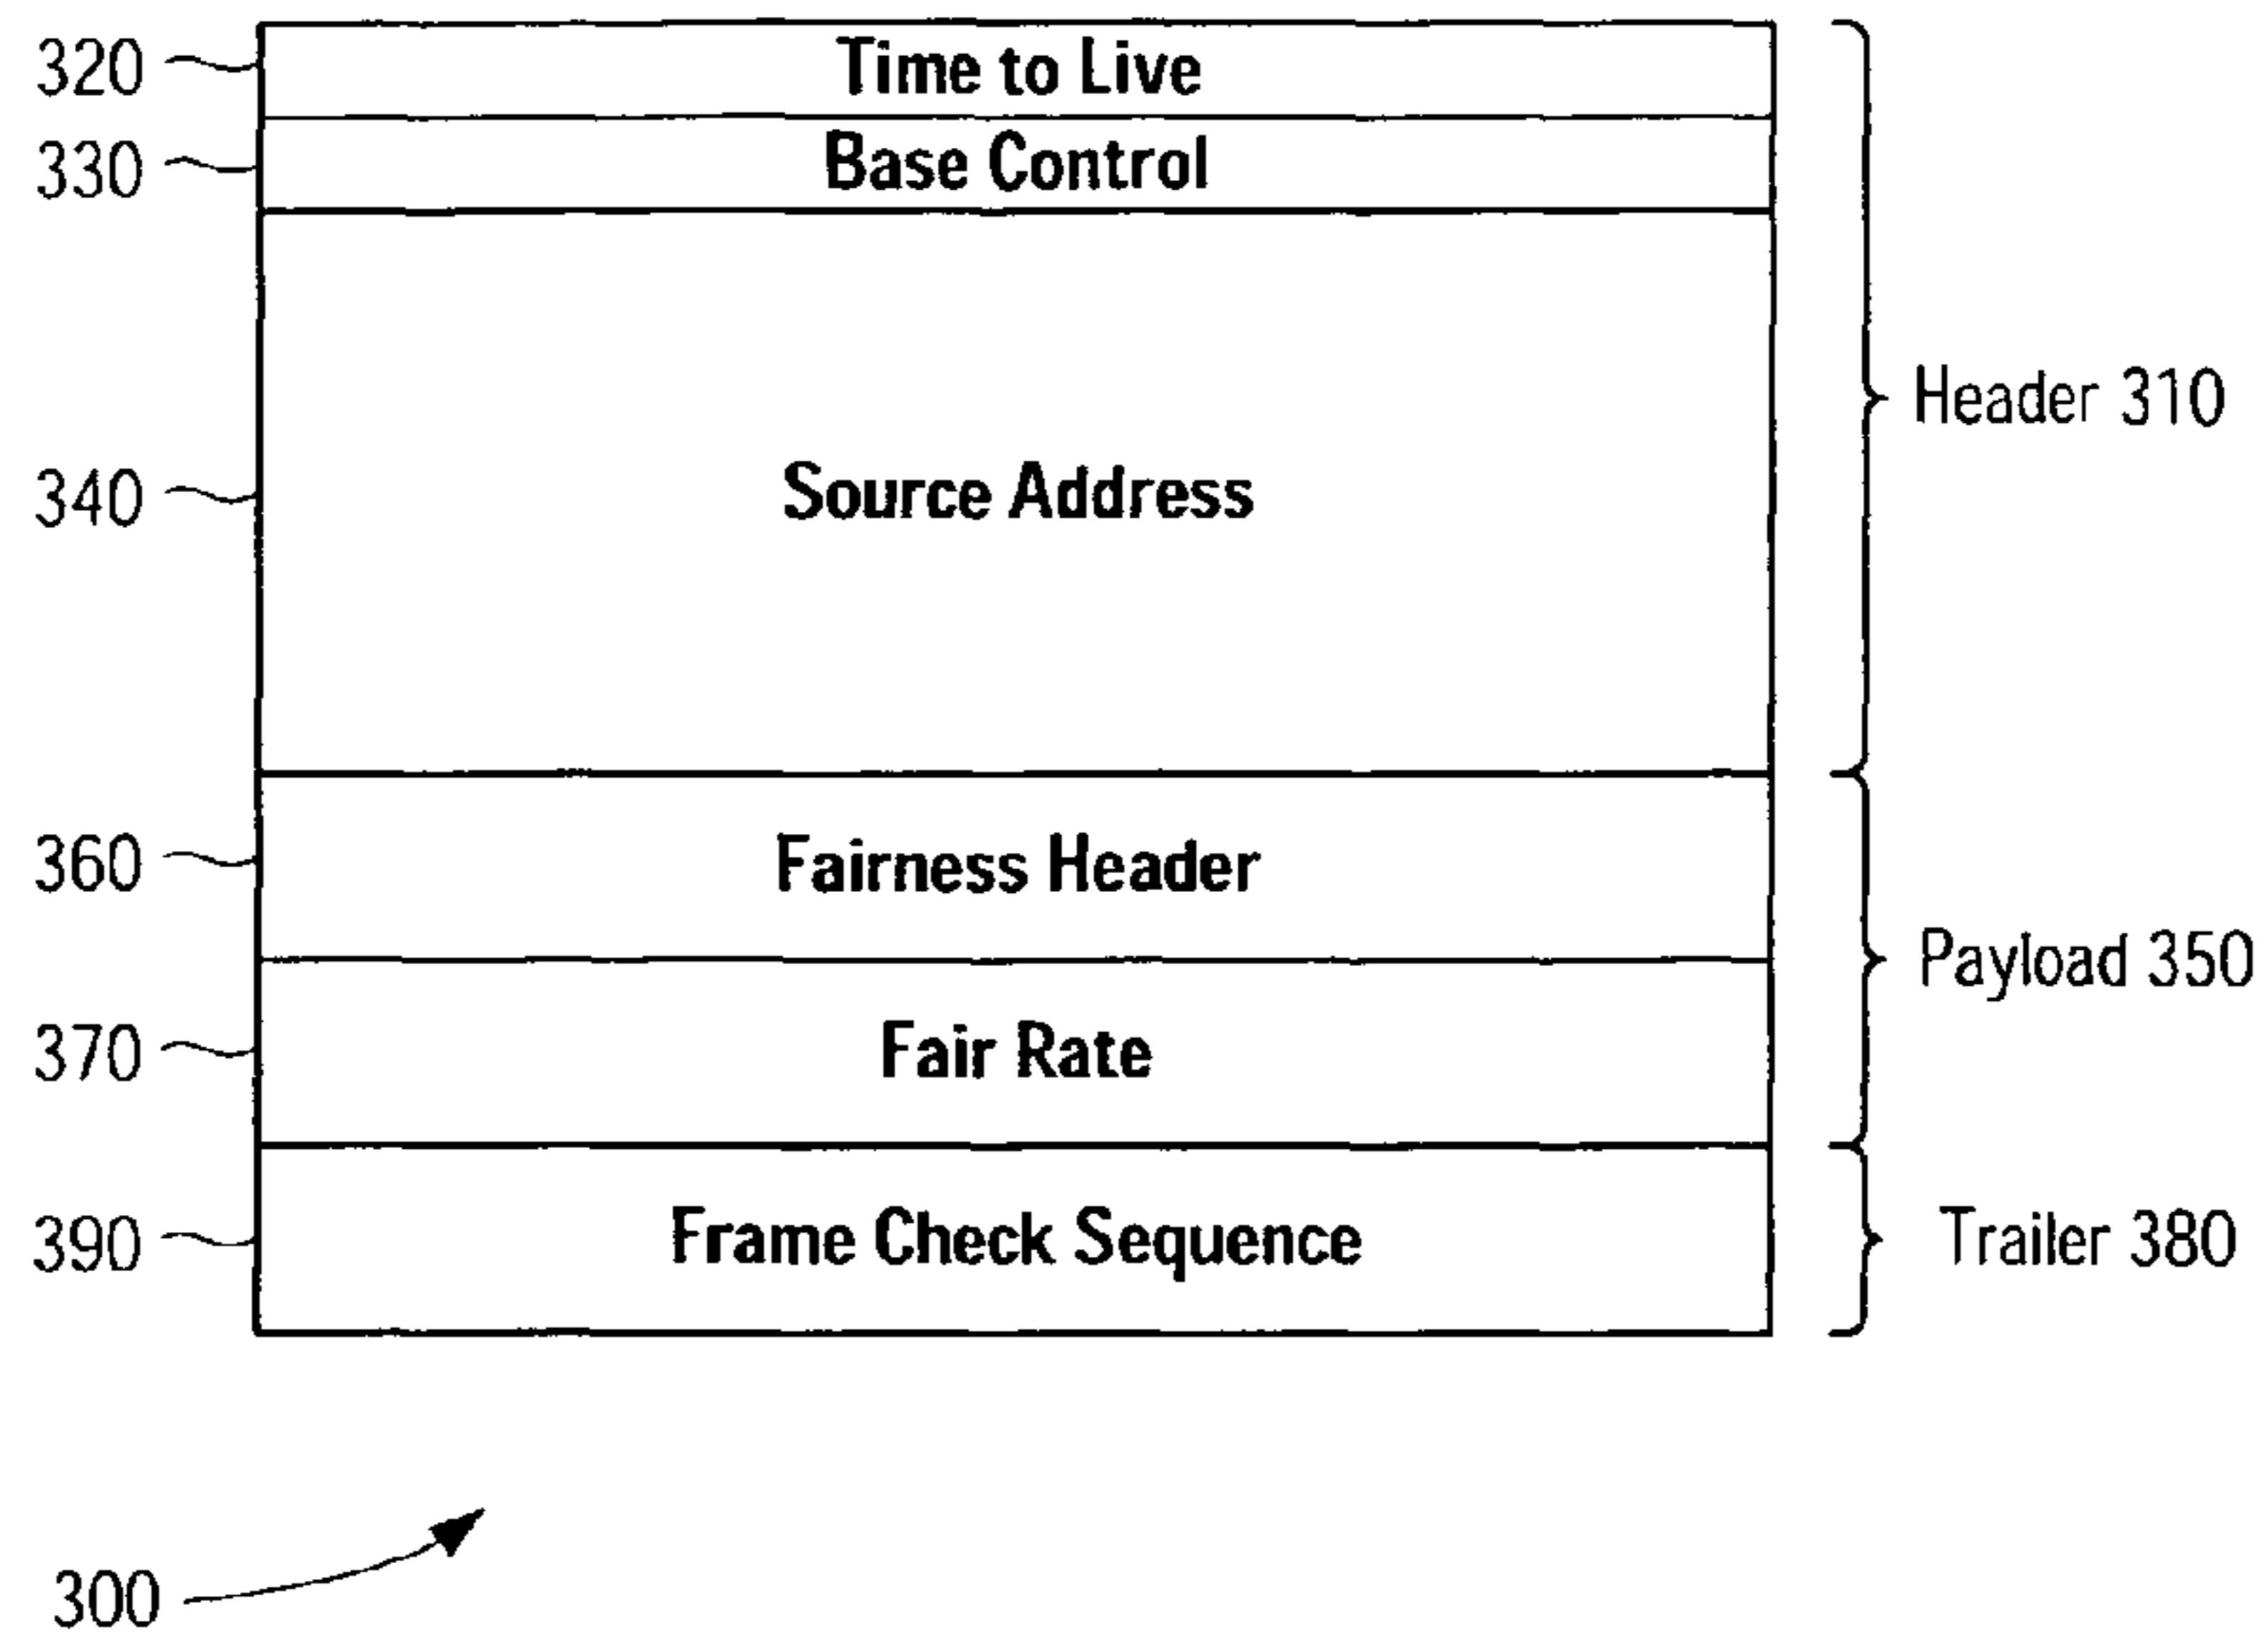 320 Time to Live
330 Base Control
Header 310
340 Source Address
360 Fairness Header
Payload 350
370 Fair Rate
390 Frame Check Sequence Trailer 380
300